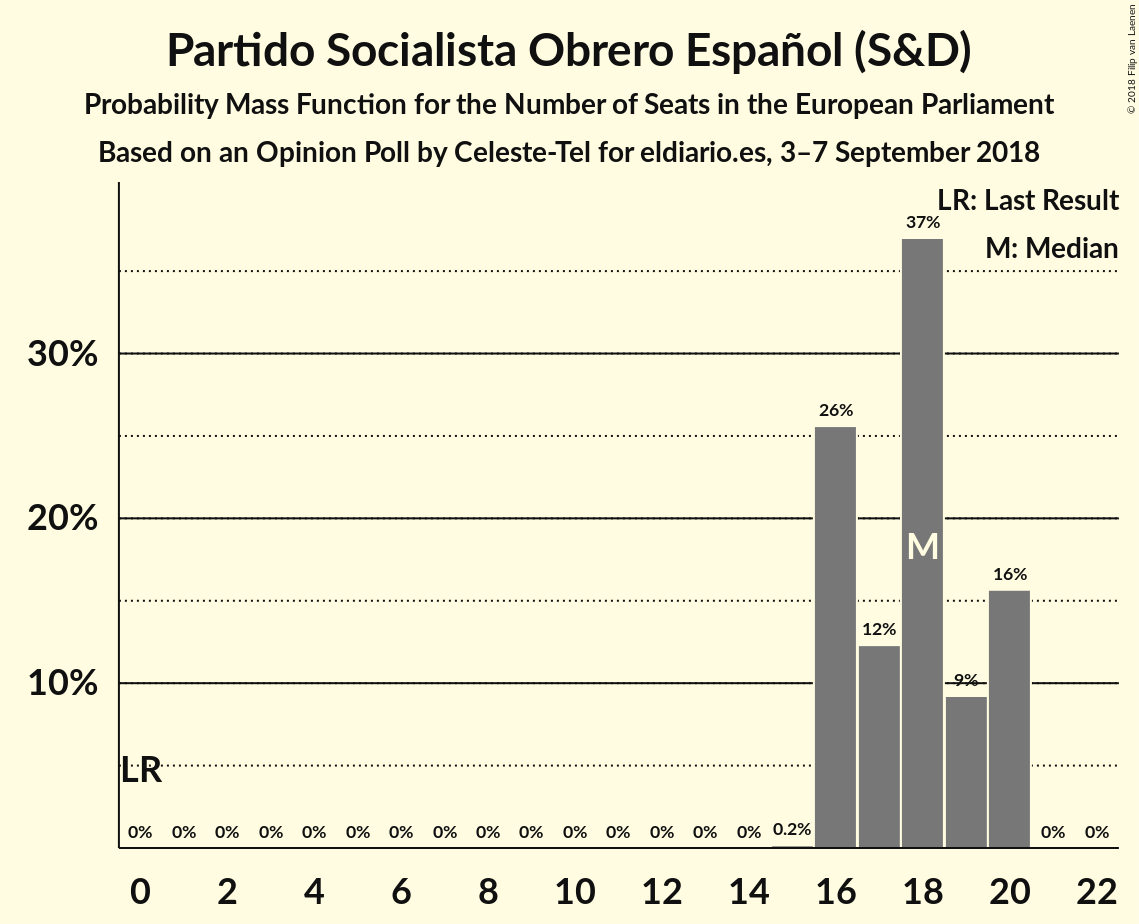 Partido Socialista Obrero Español (S&D)
Probability Mass Function for the Number of Seats in the European Parliament
Based on an Opinion Poll by Celeste-Tel for eldiario.es, 3–7 September 2018
© 2018 Filip van Laenen
LR: Last Result
M: Median
37%
30%
26%
20%
M
16%
12%
10%
9%
LR
0% 0% 0% 0% 0% 0% 0% 0% 0% 0% 0% 0% 0% 0% 0% 0.2% 0% 0%
0 2 4 6 8 10 12 14 16 18 20 22